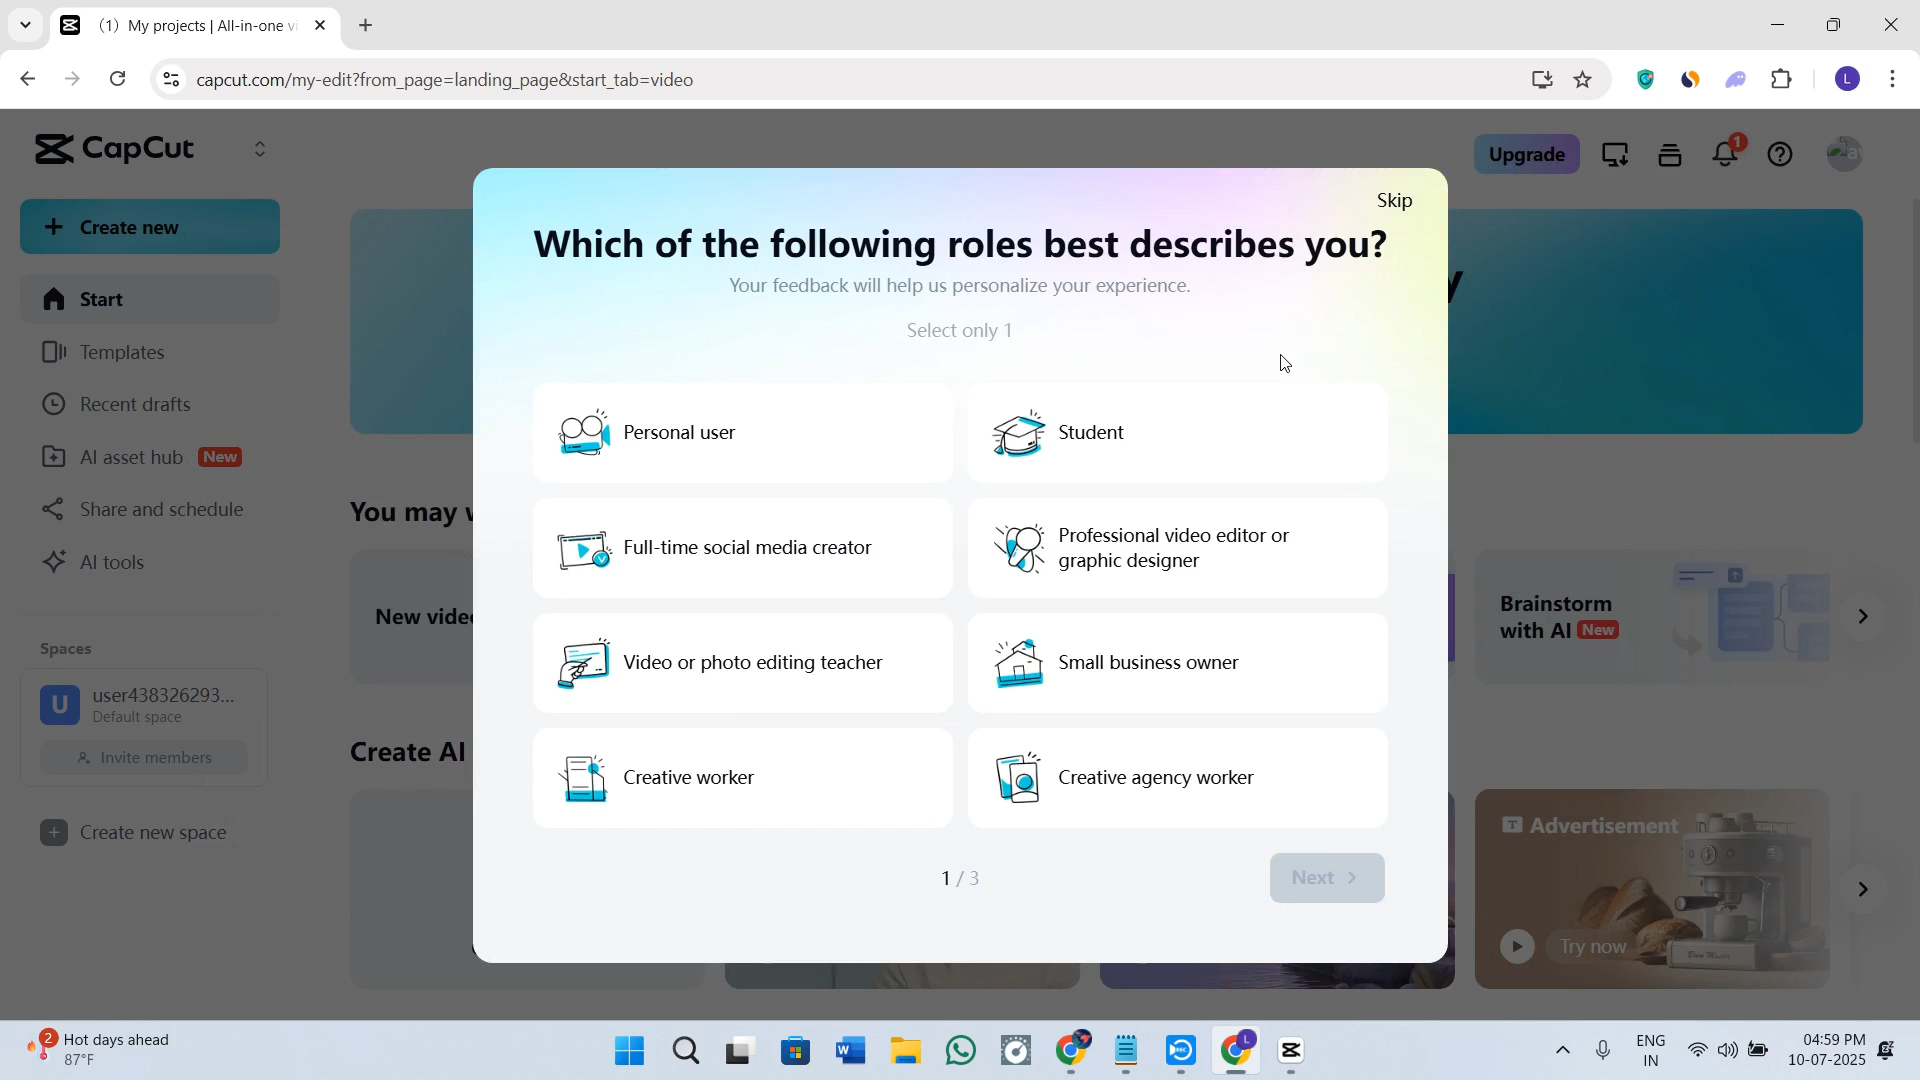 (1) My projects | All-in-one vi
capcut.com/my-edit?from_page=landing_page&start_tab=video
L
CapCut
Upgrade
1
Create new
Start
Templates
Recent drafts
AI asset hub New
Share and schedule
AI tools
Spaces
U
user438326293...
Default space
Invite members
Create new space
You may
New vide
Create AI
Skip
Which of the following roles best describes you?
Your feedback will help us personalize your experience.
Select only 1
Personal user
Student
Full-time social media creator
Professional video editor or
graphic designer
Video or photo editing teacher
Small business owner
Creative worker
Creative agency worker
1 / 3
Next
y
Brainstorm
with AI New
Advertisement
Try now
2
Hot days ahead
87°F
W
L
ENG
IN
04:59 PM
10-07-2025